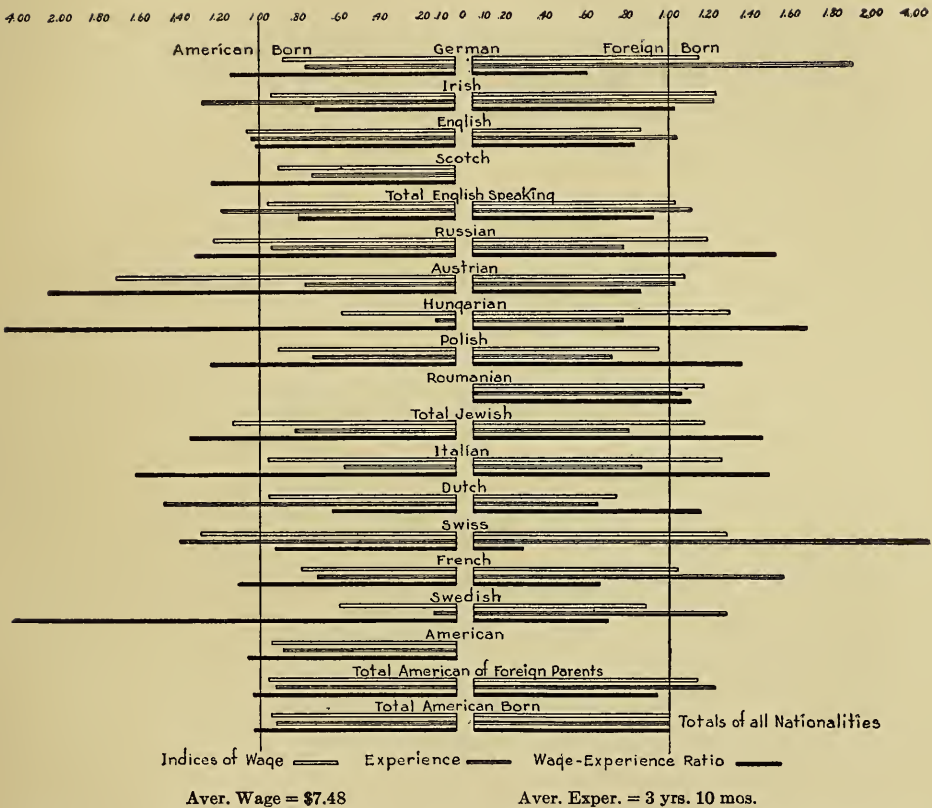 4.00 2.00 1.80 1.60 1.40 1.20 1.00 .80 .60 .40 .20 .10 0 .10 .20 .40 .60 .80 1.00 1.20 1.40 1.60 1.80 2.00 4.00
American Born German Foreign Born
Irish
English
Scotch
Total English Speaking
Russian
Austrian
Hungarian
Polish
Roumanian
Total Jewish
Italian
Dutch
Swiss
French
Swedish
American
Total American of Foreign Parents
Total American Born
Totals of all Nationalities
Indices of Wage Experience Wage-Experience Ratio
Aver. Wage = $7.48 Aver. Exper. = 3 yrs. 10 mos.